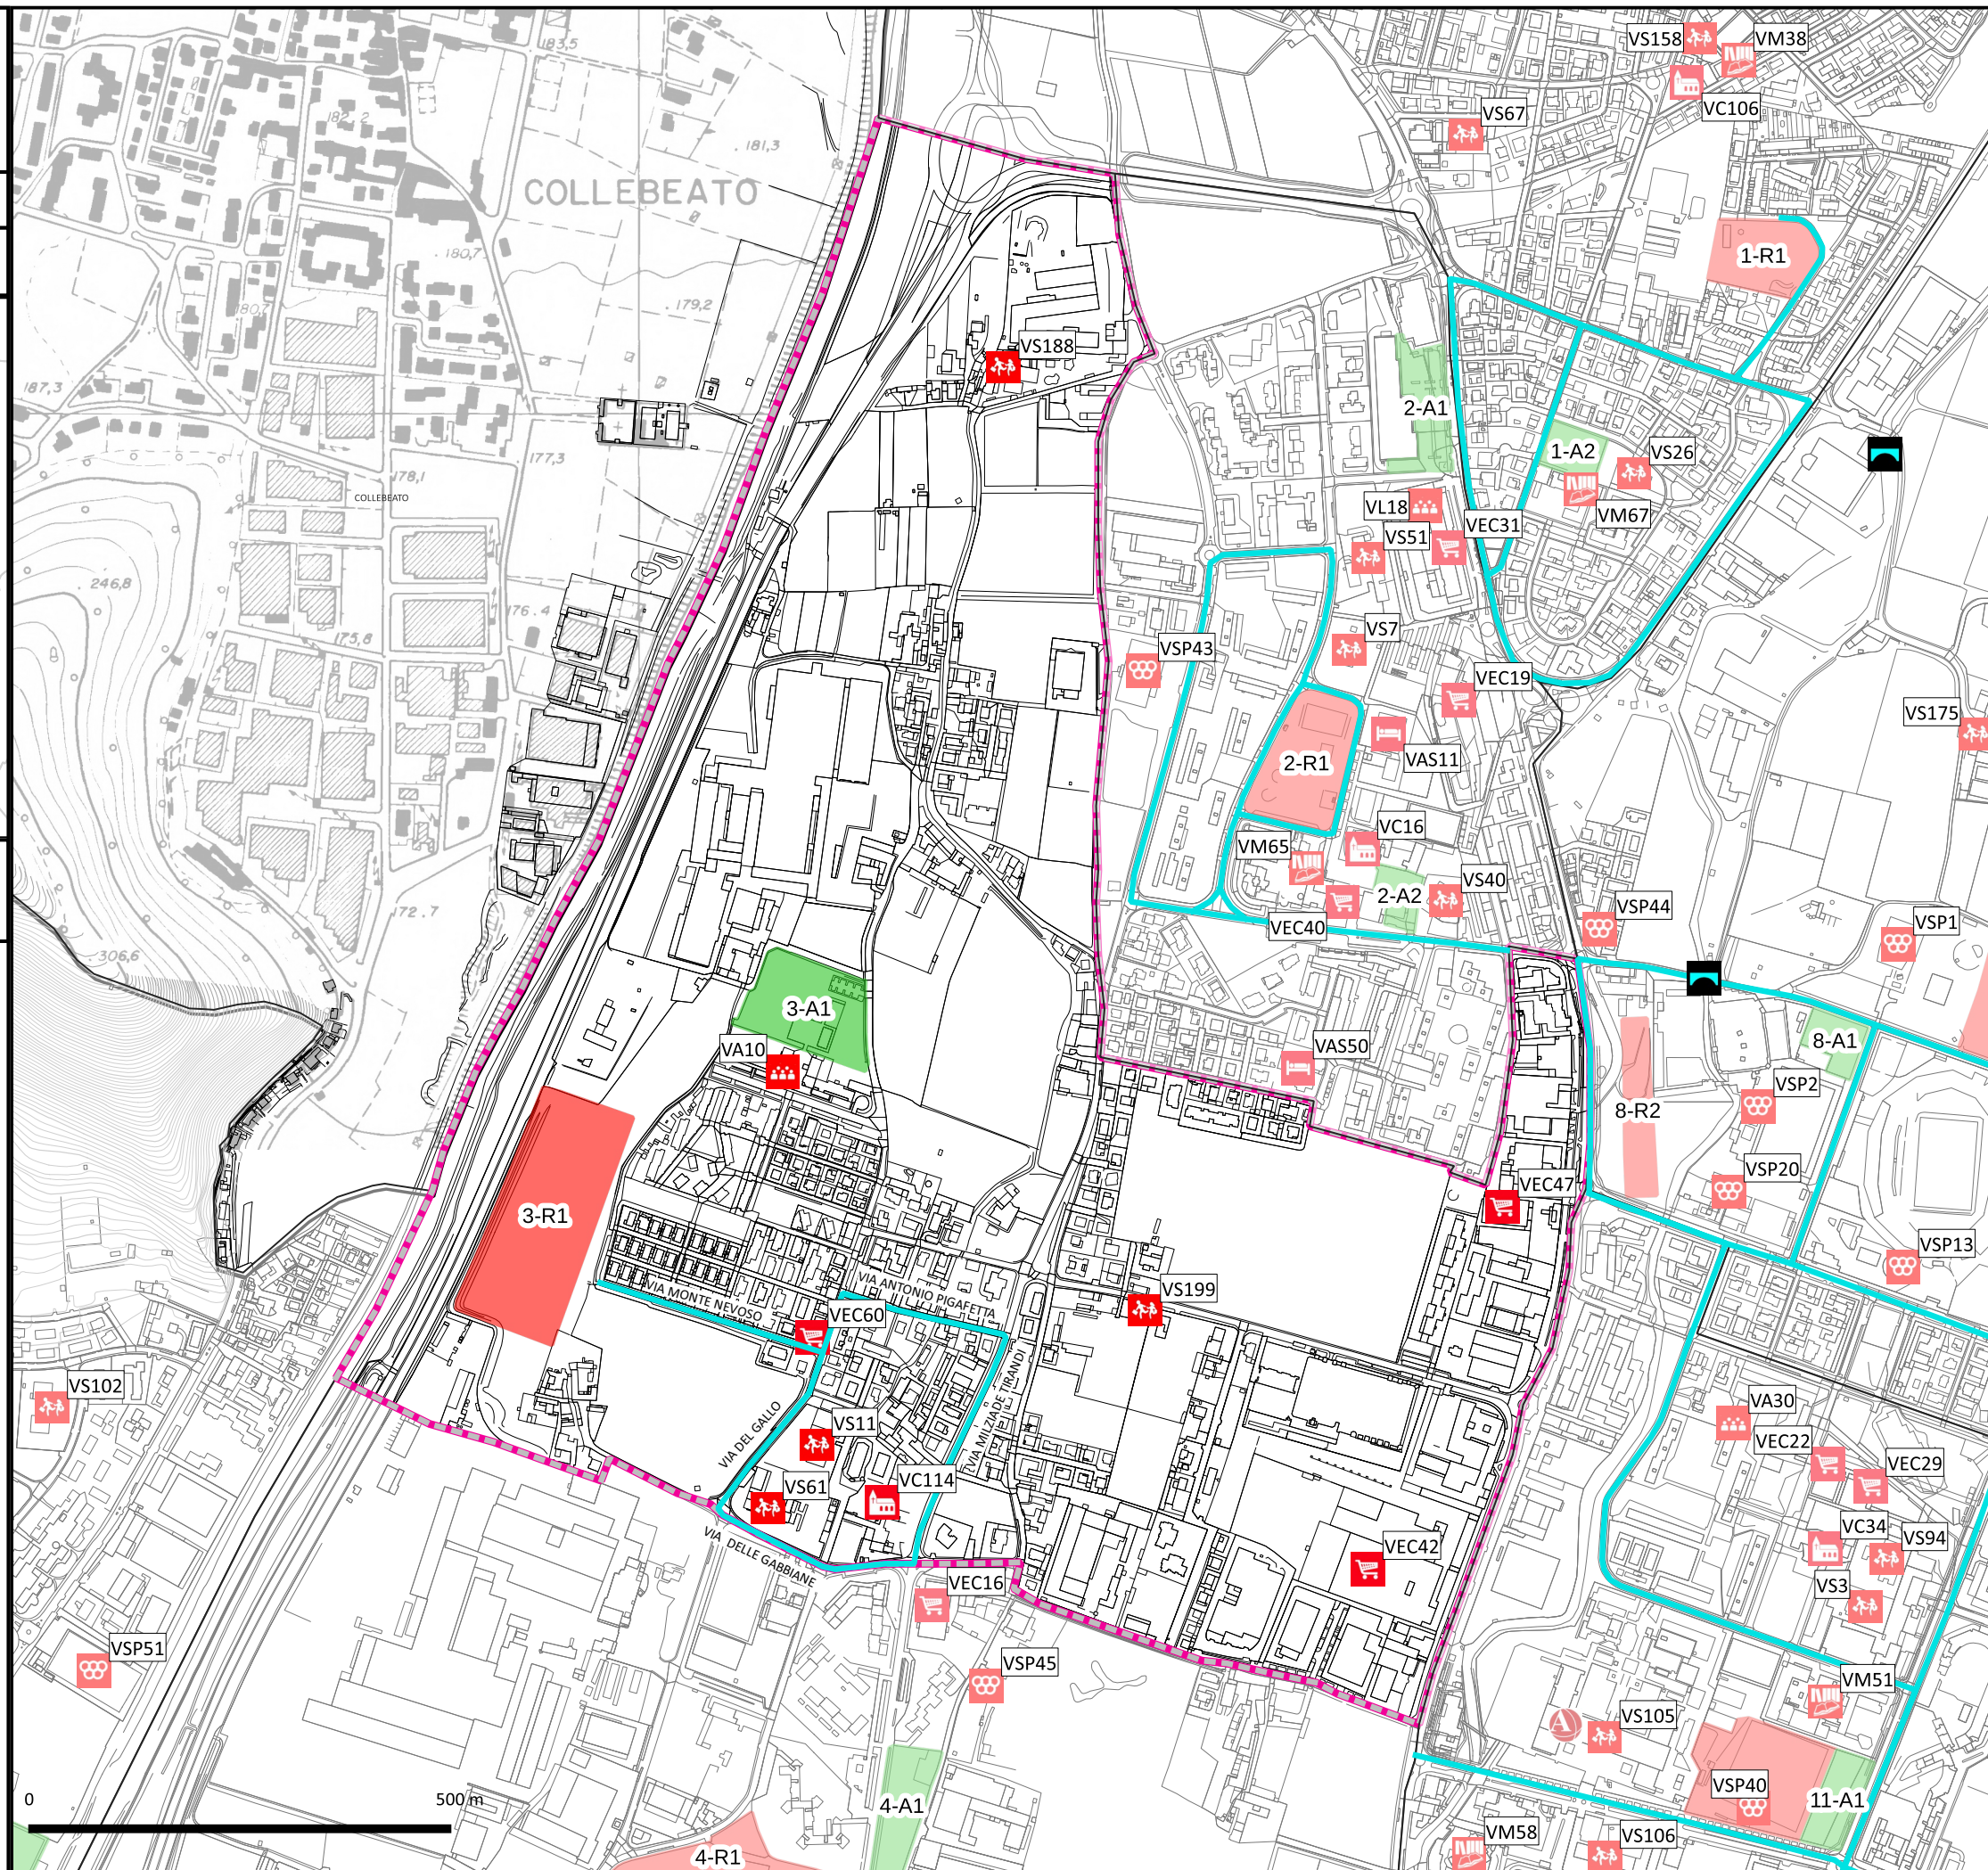 183,5
VS158
VM38
182,2
181,3
VS67
VC106
COLLEBEATO
180,7
1-R1
179,2
180,7
VS188
187,3
2-A1
1-A2
VS26
177,3
178,1
COLLEBEATO
VL18
VM67
VEC31
VS51
246,8
176.4
175,8
VS7
VSP43
VEC19
VS175
2-R1
VAS11
VC16
VM65
VS40
2-A2
172.7
VSP44
VEC40
VSP1
306,6
3-A1
8-A1
VA10
VAS50
VSP2
8-R2
VSP20
VEC47
3-R1
VSP13
VIA ANTONIO PIGAFETTA
VIA MONTE NEVOSO
VS199
VEC60
VS102
VIA MILZIADE TIRANDI
VA30
VIA DEL GALLO
VS11
VEC22
VEC29
VS61
VC114
VC34
VS94
VIA DELLE GABBIANE
VEC42
VEC16
VS3
VSP51
VSP45
VM51
A
VS105
VSP40
11-A1
0
500 m
4-A1
VM58
VS106
4-R1